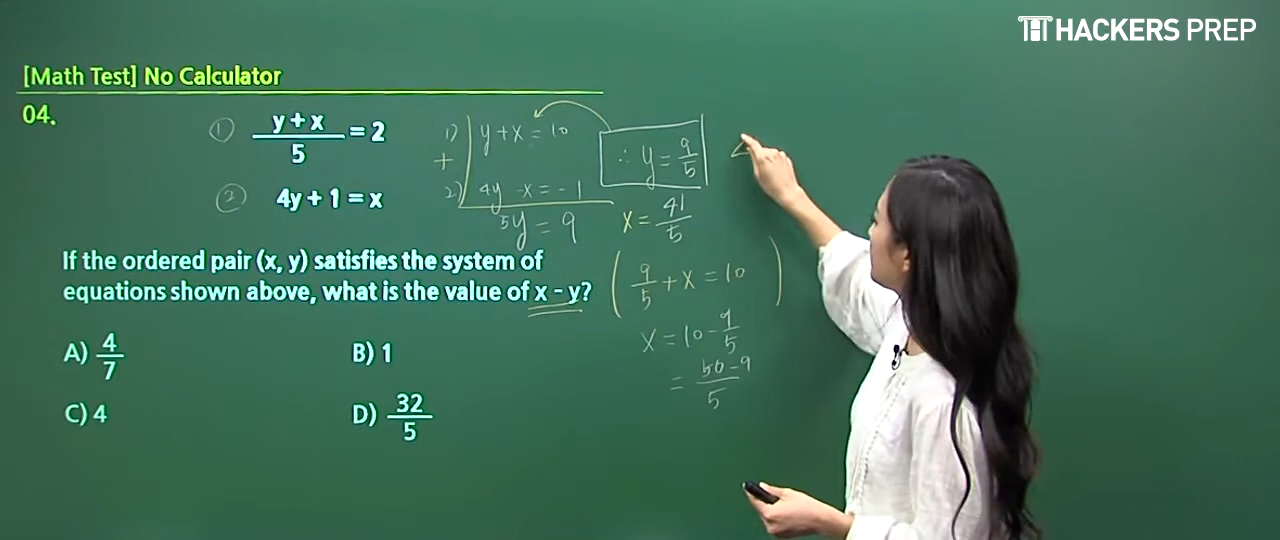 HACKERS PREP
[Math Test] No Calculator
04.
① y + x / 5 = 2
② 4y + 1 = x
If the ordered pair (x, y) satisfies the system of
equations shown above, what is the value of x - y?
A) 4/7
B) 1
C) 4
D) 32/5
1) y + x = 10
+
2) 4y - x = - 1
5y = 9
∴ y = 9/5
x = 41/5
( 9/5 + x = 10 )
x = 10 - 9/5
= 50 - 9 / 5